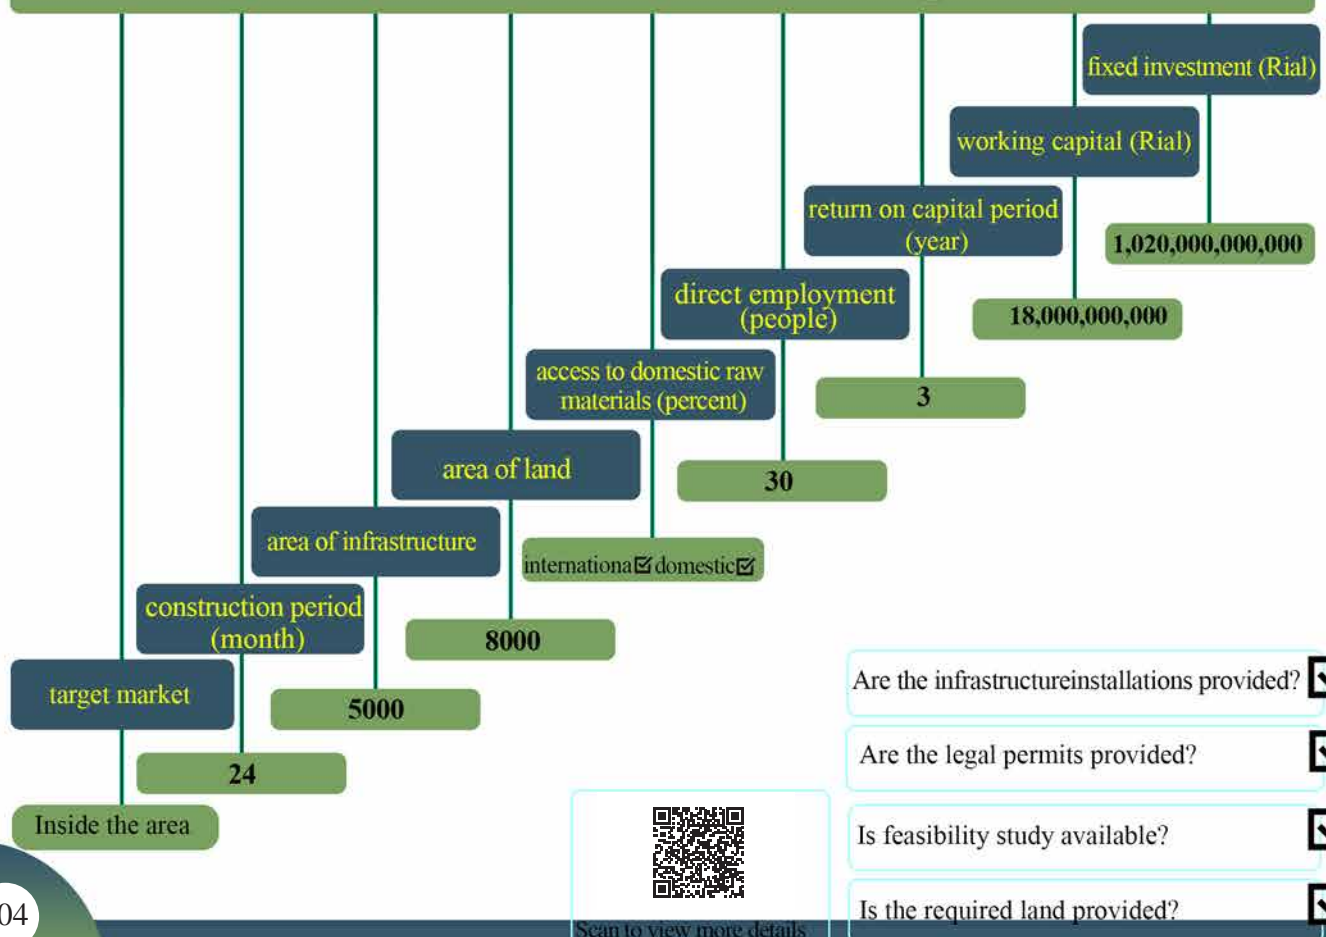 fixed investment (Rial)
1,020,000,000,000
working capital (Rial)
18,000,000,000
return on capital period
(year)
3
direct employment
(people)
30
access to domestic raw
materials (percent)
internationa☑ domestic☑
area of land
8000
area of infrastructure
5000
construction period
(month)
24
target market
Inside the area
Are the infrastructureinstallations provided?
Are the legal permits provided?
Is feasibility study available?
Is the required land provided?
Scan to view more details
04